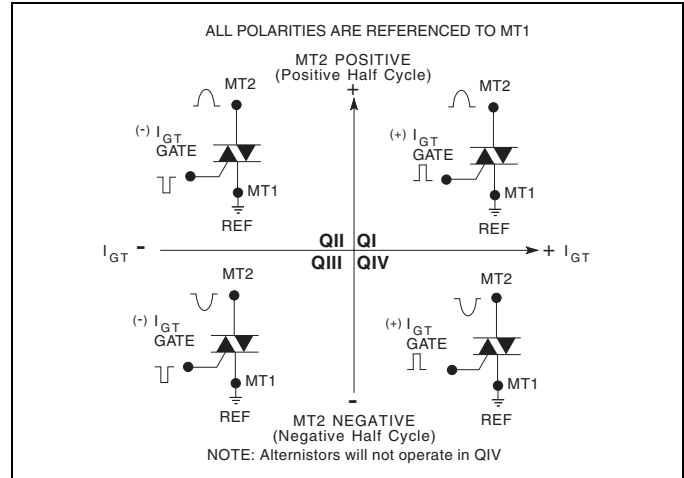 ALL POLARITIES ARE REFERENCED TO MT1
MT2 POSITIVE
(Positive Half Cycle)
+
MT2
(-) IGT
GATE
MT1
REF
MT2
(+) IGT
GATE
MT1
REF
IGT -
QII QI
QIII QIV
+ IGT
MT2
(-) IGT
GATE
MT1
REF
MT2
(+) IGT
GATE
MT1
REF
-
MT2 NEGATIVE
(Negative Half Cycle)
NOTE: Alternistors will not operate in QIV